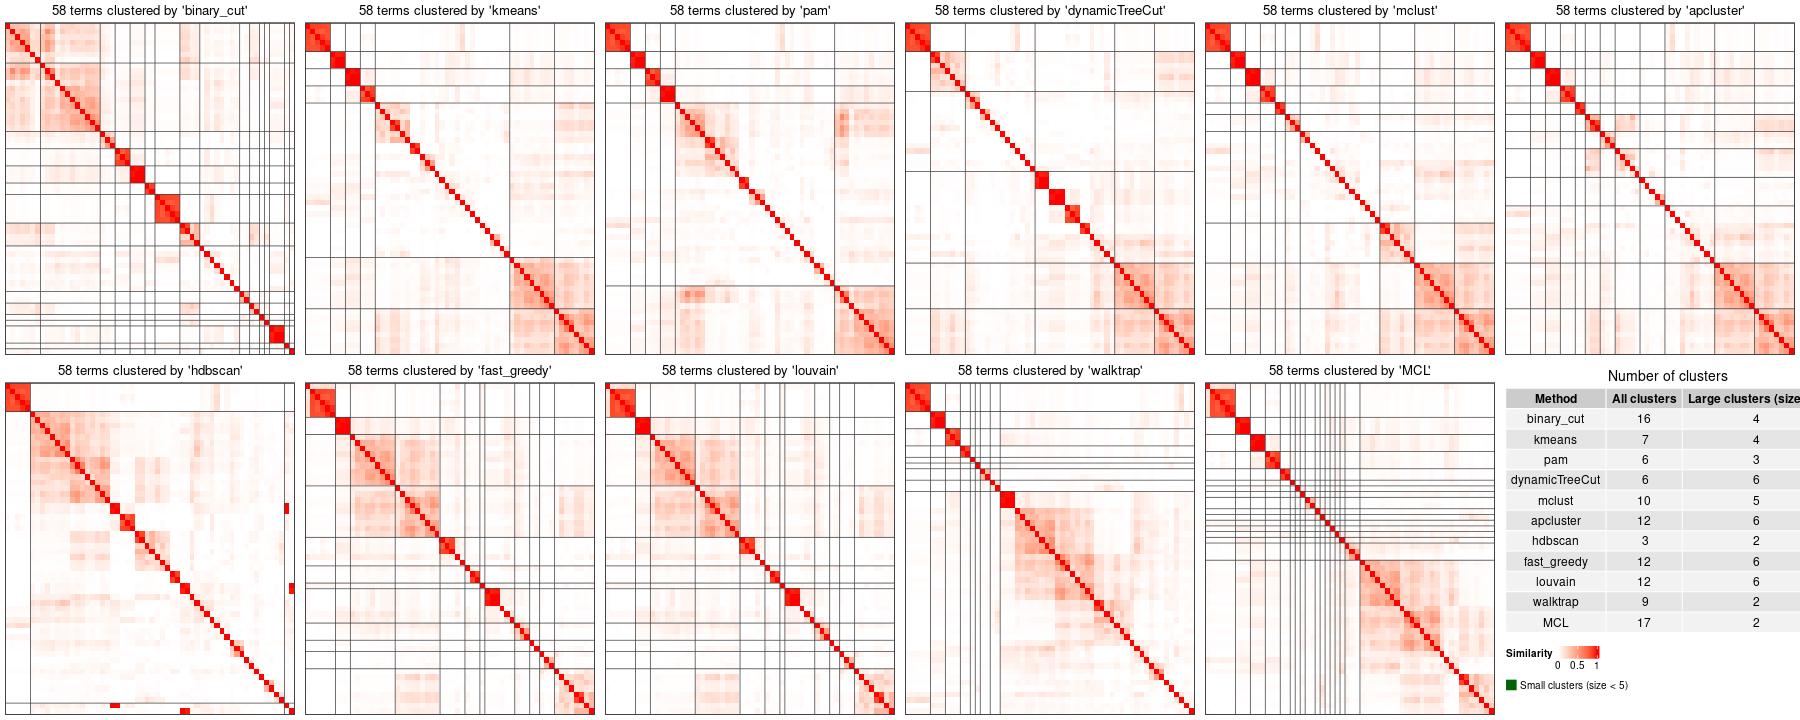 58 terms clustered by 'binary_cut'
58 terms clustered by 'kmeans'
58 terms clustered by 'pam'
58 terms clustered by 'dynamicTreeCut'
58 terms clustered by 'mclust'
58 terms clustered by 'apcluster'
58 terms clustered by 'hdbscan'
58 terms clustered by 'fast_greedy'
58 terms clustered by 'louvain'
58 terms clustered by 'walktrap'
58 terms clustered by 'MCL'
Number of clusters
Method All clusters Large clusters (size
binary_cut 16 4
kmeans 7 4
pam 6 3
dynamicTreeCut 6 6
mclust 10 5
apcluster 12 6
hdbscan 3 2
fast_greedy 12 6
louvain 12 6
walktrap 9 2
MCL 17 2
Similarity
0 0.5 1
Small clusters (size < 5)